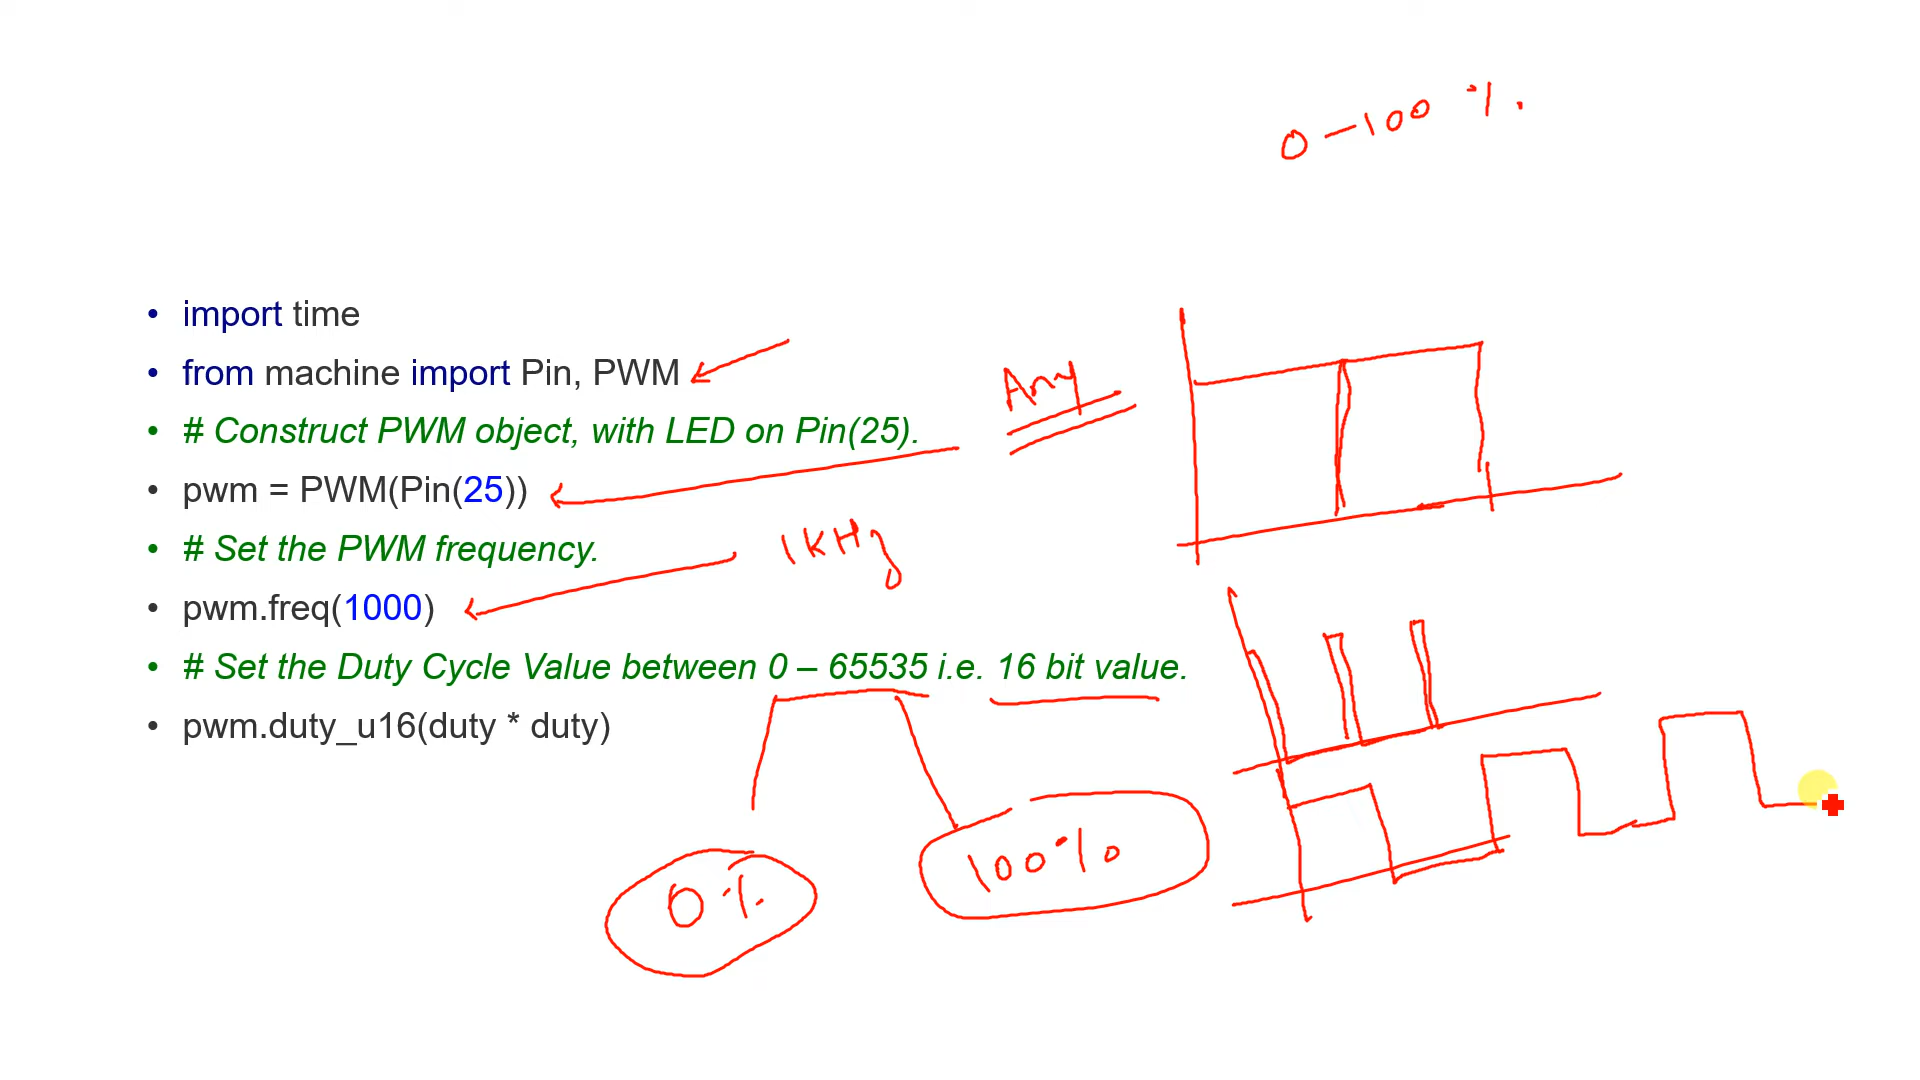 0 - 100 %
• import time
• from machine import Pin, PWM
Any
• # Construct PWM object, with LED on Pin(25).
• pwm = PWM(Pin(25))
• # Set the PWM frequency.
1KHz
• pwm.freq(1000)
• # Set the Duty Cycle Value between 0 – 65535 i.e. 16 bit value.
• pwm.duty_u16(duty * duty)
0% 100%